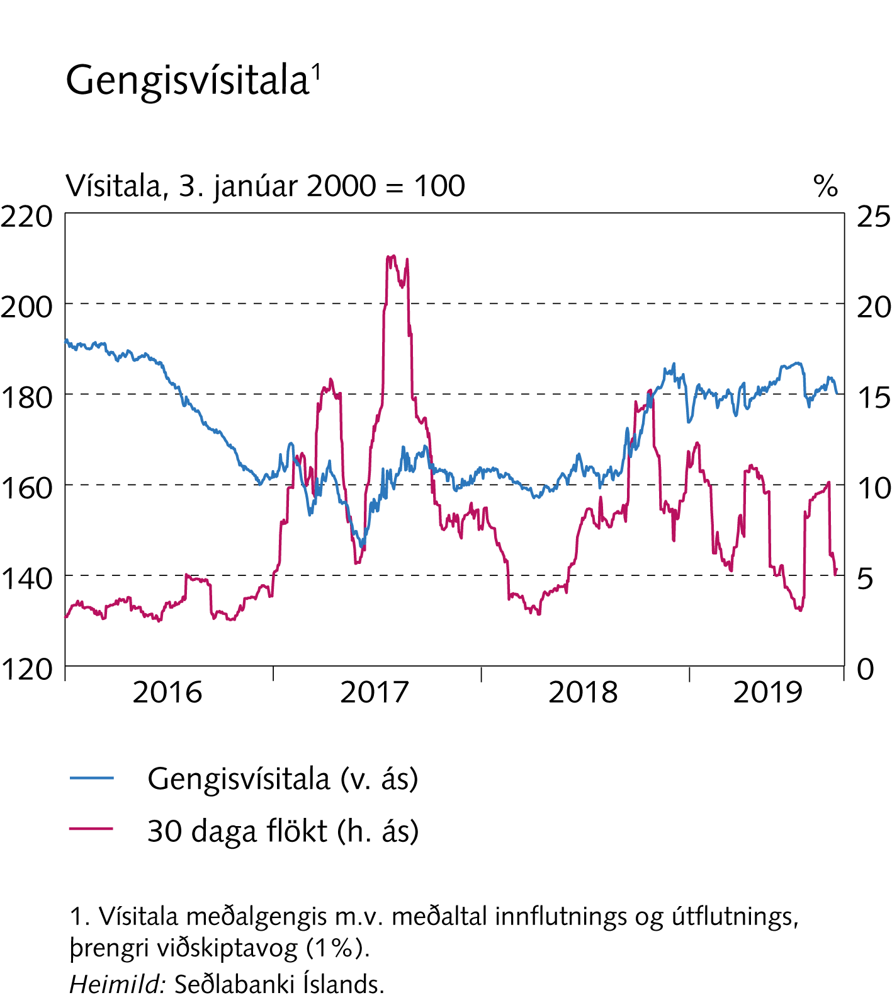 Gengisvísitala¹
Vísitala, 3. janúar 2000 = 100 %
220 25
200 20
180 15
160 10
140 5
120 0
2016 2017 2018 2019
Gengisvísitala (v. ás)
30 daga flökt (h. ás)
1. Vísitala meðalgengis m.v. meðaltal innflutnings og útflutnings,
þrengri viðskiptavog (1%).
Heimild: Seðlabanki Íslands.